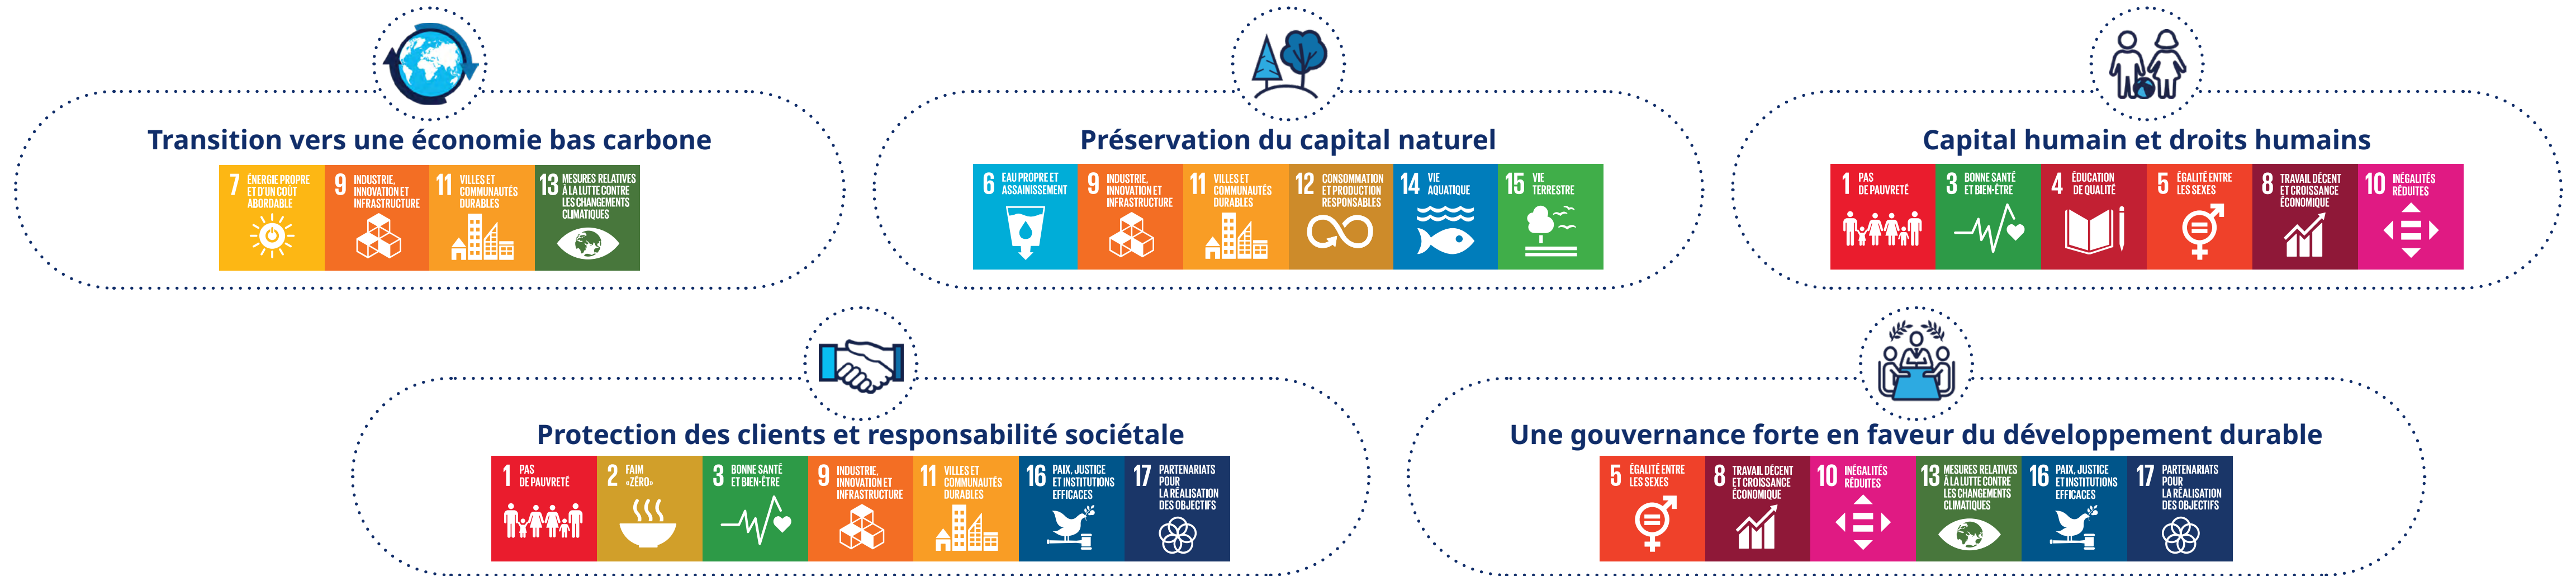 Transition vers une économie bas carbone
7 ÉNERGIE PROPRE
ET D'UN COÛT
ABORDABLE
9 INDUSTRIE,
INNOVATION ET
INFRASTRUCTURE
11 VILLES ET
COMMUNAUTÉS
DURABLES
13 MESURES RELATIVES
À LA LUTTE CONTRE
LES CHANGEMENTS
CLIMATIQUES
Préservation du capital naturel
6 EAU PROPRE ET
ASSAINISSEMENT
9 INDUSTRIE,
INNOVATION ET
INFRASTRUCTURE
11 VILLES ET
COMMUNAUTÉS
DURABLES
12 CONSOMMATION
ET PRODUCTION
RESPONSABLES
14 VIE
AQUATIQUE
15 VIE
TERRESTRE
Capital humain et droits humains
1 PAS
DE PAUVRETÉ
3 BONNE SANTÉ
ET BIEN-ÊTRE
4 ÉDUCATION
DE QUALITÉ
5 ÉGALITÉ ENTRE
LES SEXES
8 TRAVAIL DÉCENT
ET CROISSANCE
ÉCONOMIQUE
10 INÉGALITÉS
RÉDUITES
Protection des clients et responsabilité sociétale
1 PAS
DE PAUVRETÉ
2 FAIM
«ZÉRO»
3 BONNE SANTÉ
ET BIEN-ÊTRE
9 INDUSTRIE,
INNOVATION ET
INFRASTRUCTURE
11 VILLES ET
COMMUNAUTÉS
DURABLES
16 PAIX, JUSTICE
ET INSTITUTIONS
EFFICACES
17 PARTENARIATS
POUR
LA RÉALISATION
DES OBJECTIFS
Une gouvernance forte en faveur du développement durable
5 ÉGALITÉ ENTRE
LES SEXES
8 TRAVAIL DÉCENT
ET CROISSANCE
ÉCONOMIQUE
10 INÉGALITÉS
RÉDUITES
13 MESURES RELATIVES
À LA LUTTE CONTRE
LES CHANGEMENTS
CLIMATIQUES
16 PAIX, JUSTICE
ET INSTITUTIONS
EFFICACES
17 PARTENARIATS
POUR
LA RÉALISATION
DES OBJECTIFS